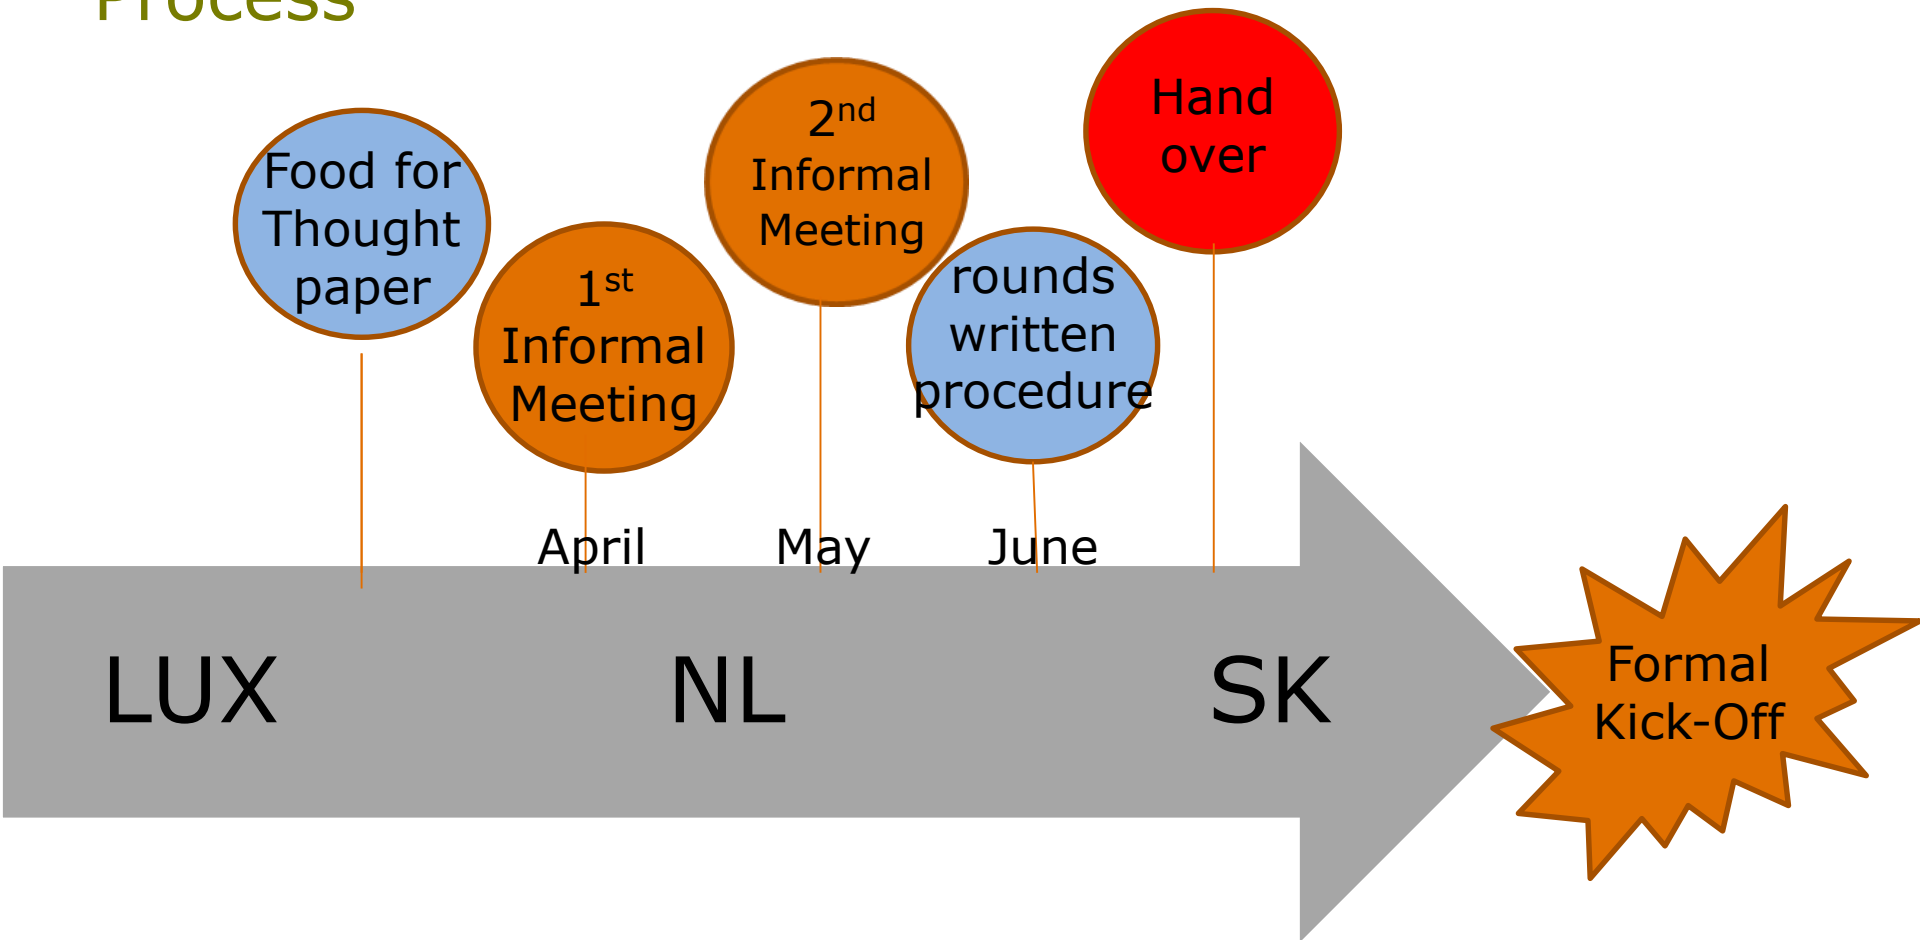 Process
Food for
Thought
paper
1st
Informal
Meeting
2nd
Informal
Meeting
rounds
written
procedure
Hand
over
April
May
June
LUX
NL
SK
Formal
Kick-Off